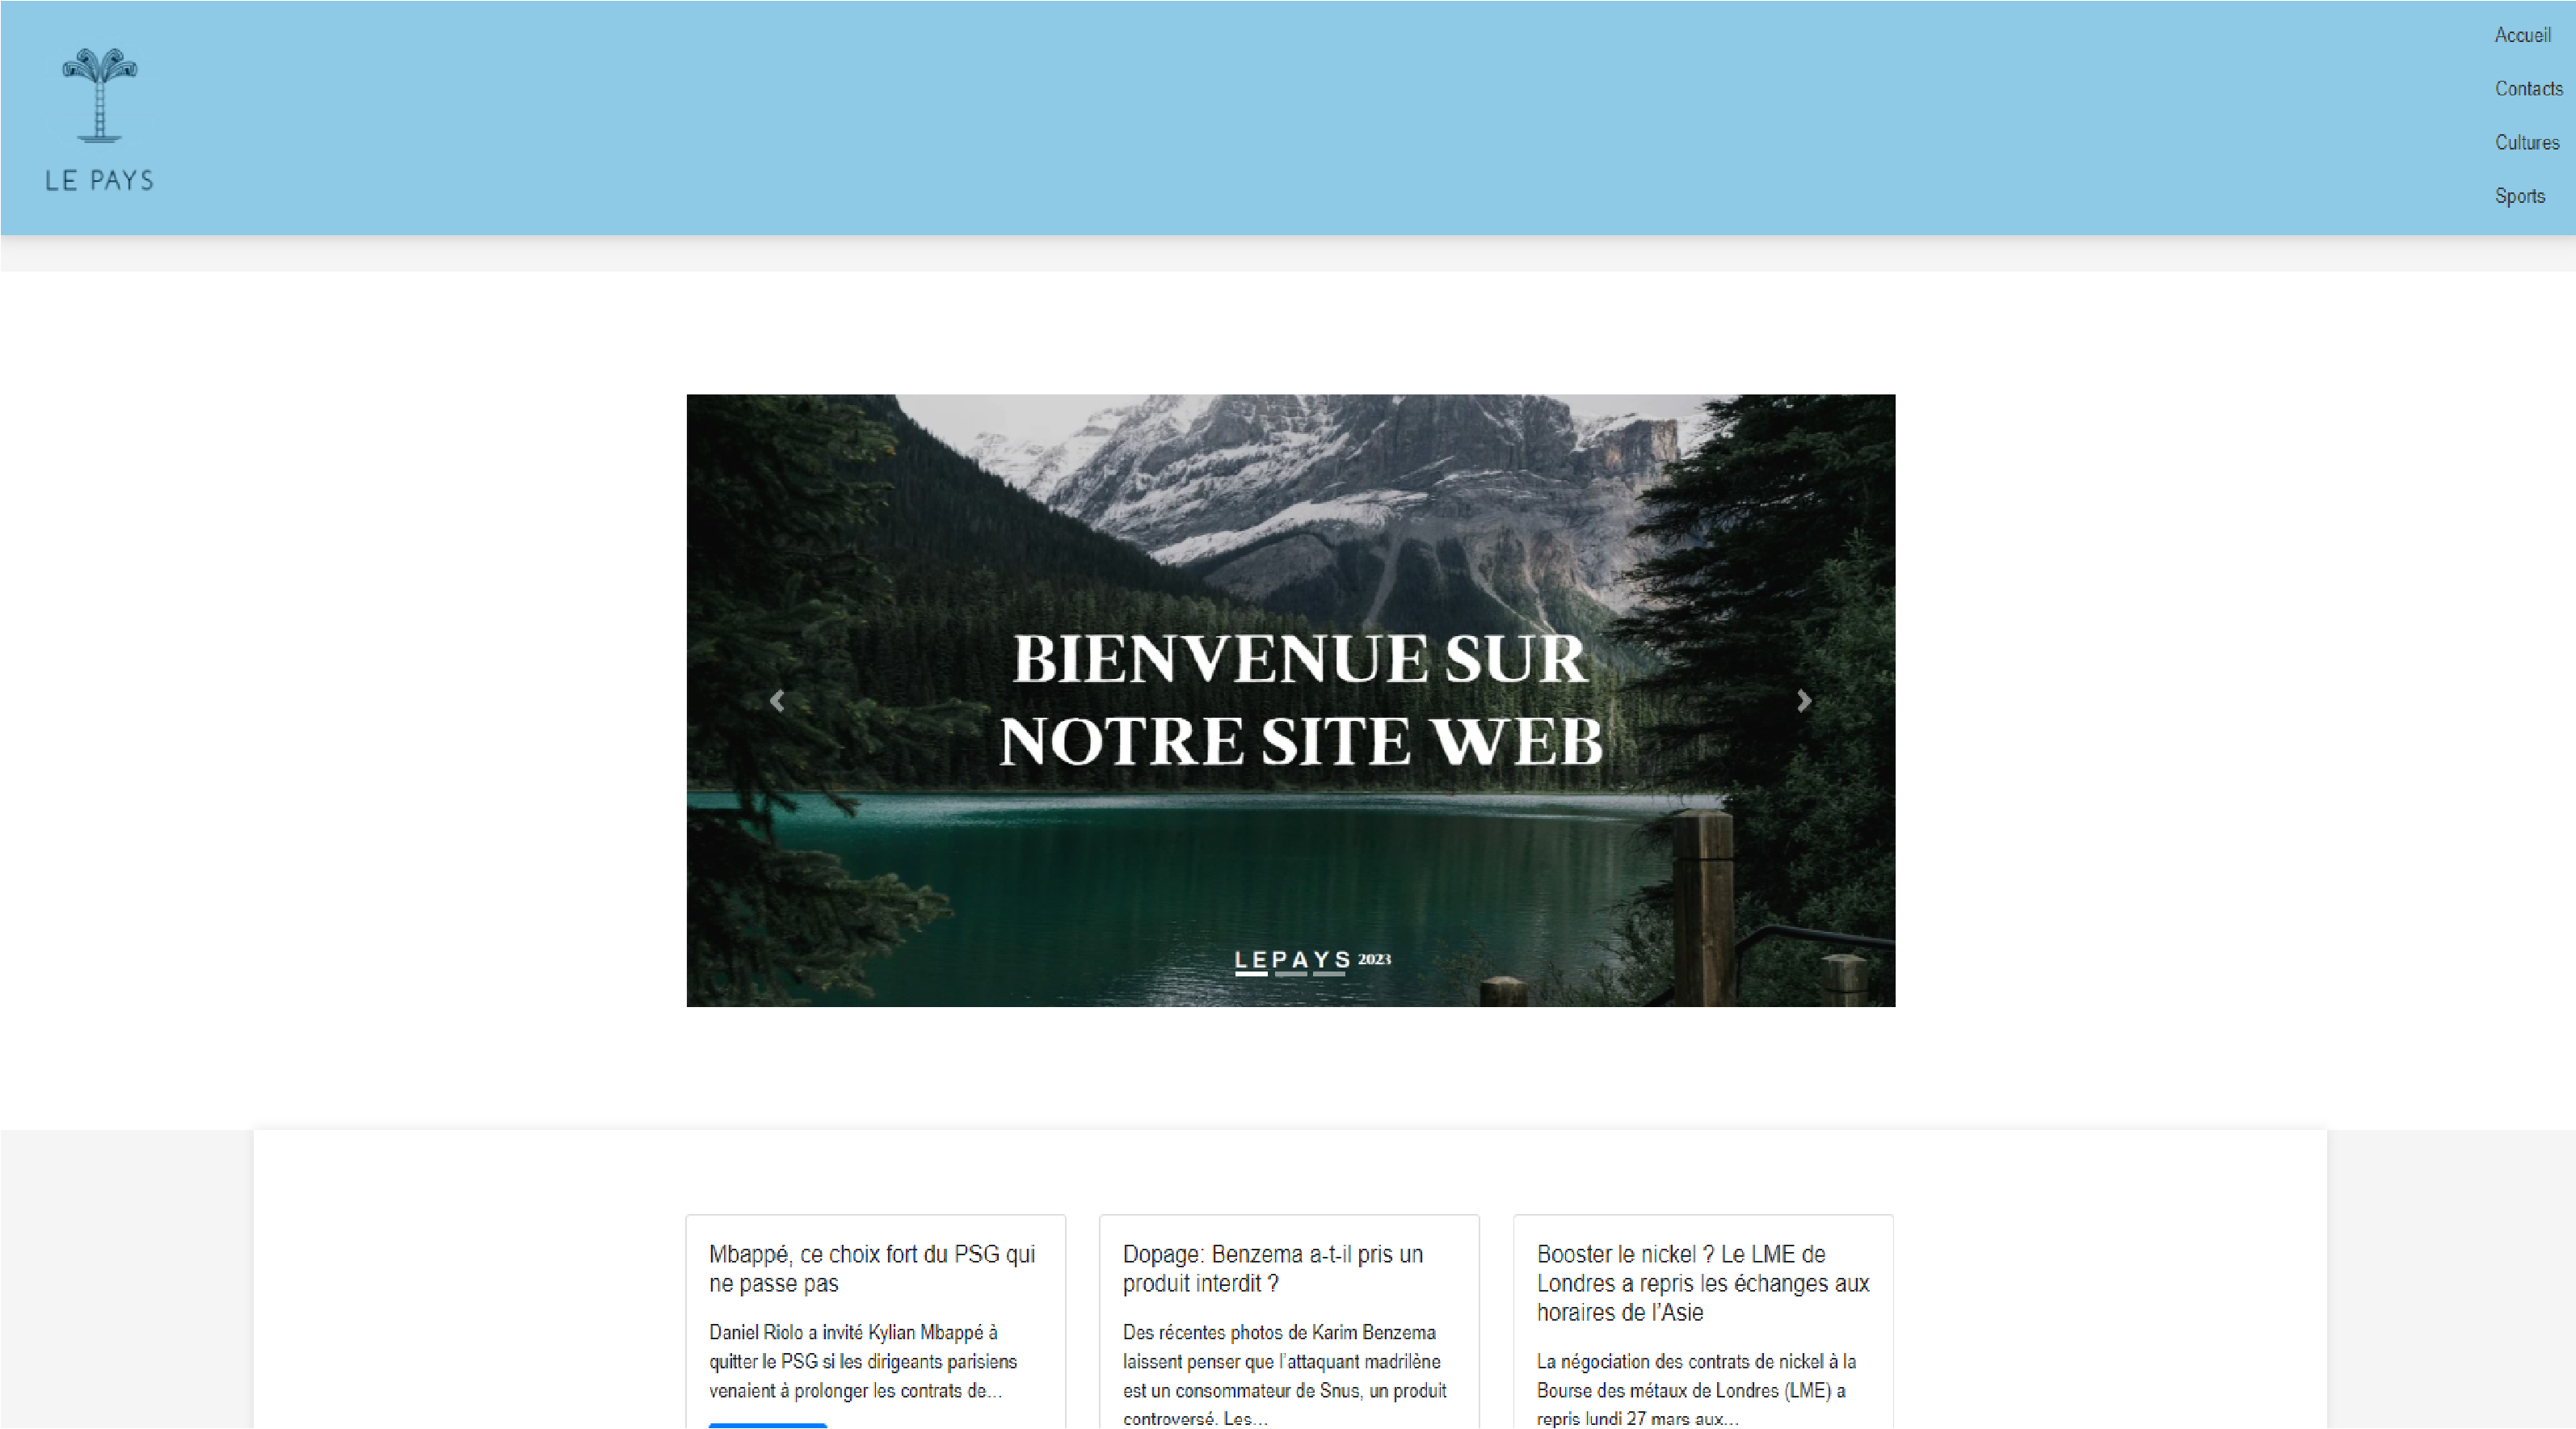 LE PAYS
Accueil
Contacts
Cultures
Sports
BIENVENUE SUR
NOTRE SITE WEB
LEPAYS 2023
Mbappé, ce choix fort du PSG qui
ne passe pas
Daniel Riolo a invité Kylian Mbappé à
quitter le PSG si les dirigeants parisiens
venaient à prolonger les contrats de...
Dopage: Benzema a-t-il pris un
produit interdit ?
Des récentes photos de Karim Benzema
laissent penser que l'attaquant madrilène
est un consommateur de Snus, un produit
controversé. Les...
Booster le nickel ? Le LME de
Londres a repris les échanges aux
horaires de l'Asie
La négociation des contrats de nickel à la
Bourse des métaux de Londres (LME) a
repris lundi 27 mars aux...